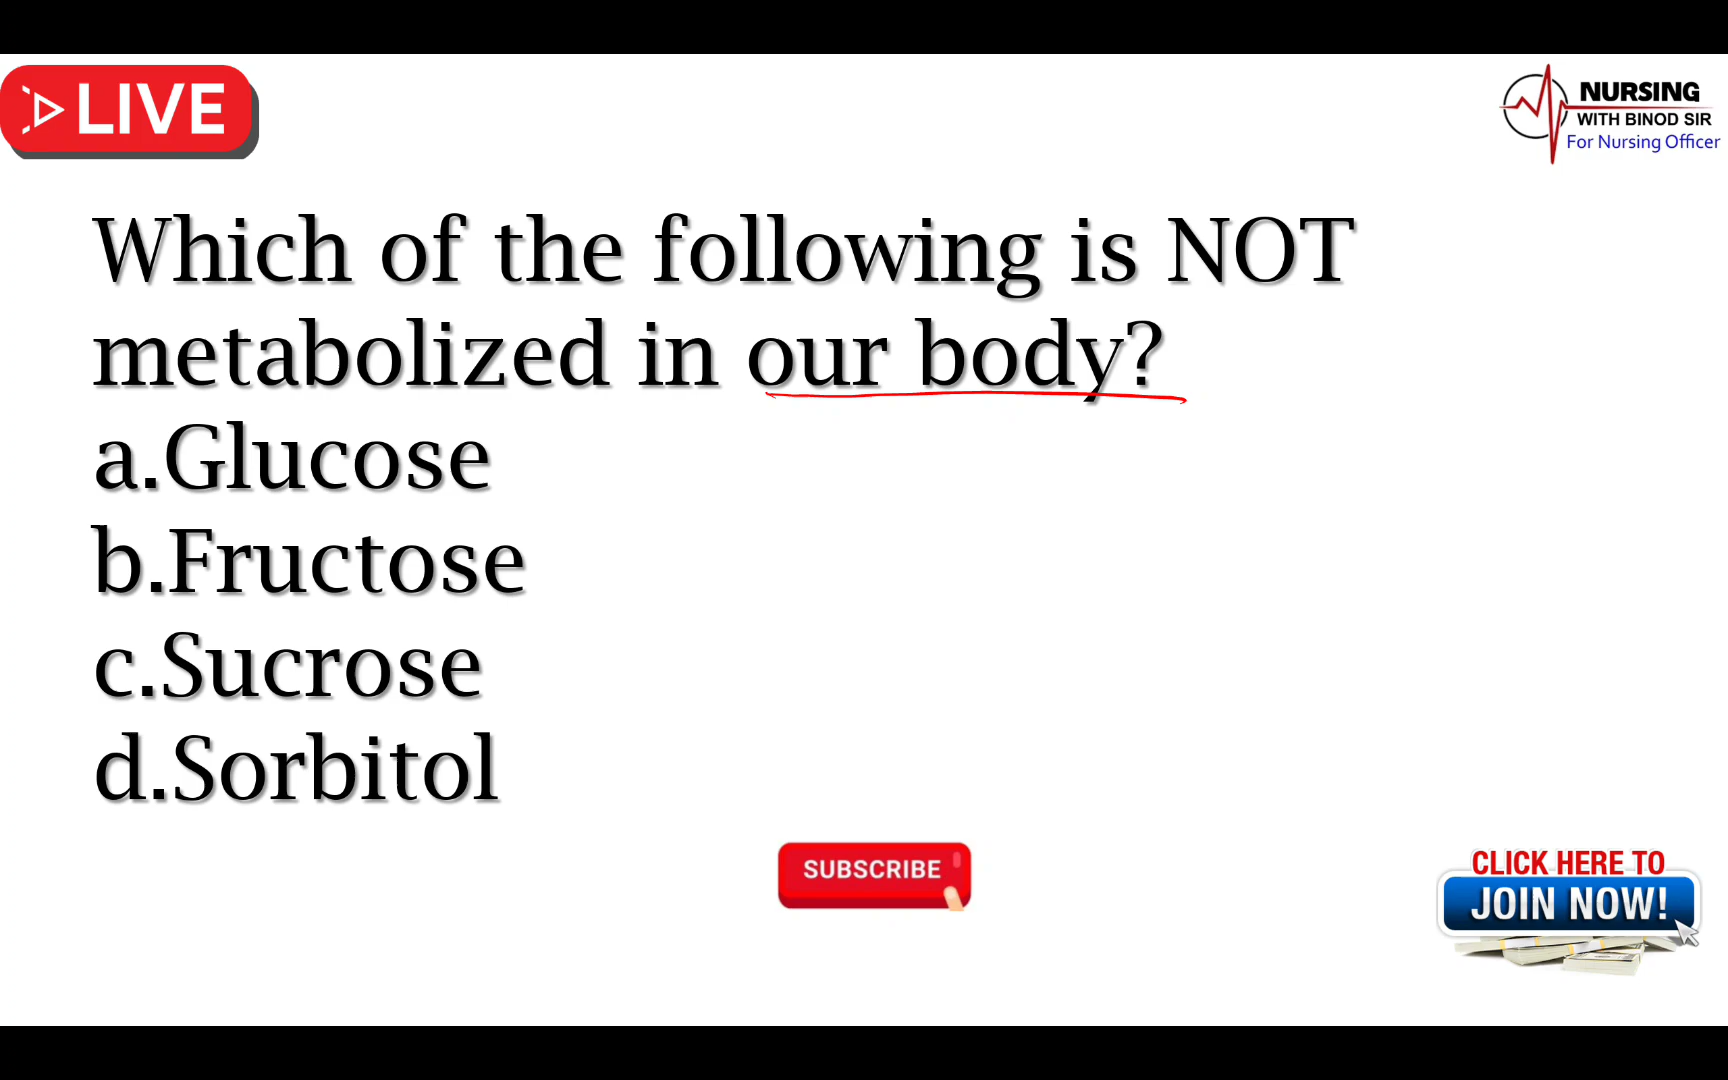 LIVE
NURSING
WITH BINOD SIR
For Nursing Officer
Which of the following is NOT
metabolized in our body?
a.Glucose
b.Fructose
c.Sucrose
d.Sorbitol
SUBSCRIBE
CLICK HERE TO
JOIN NOW!